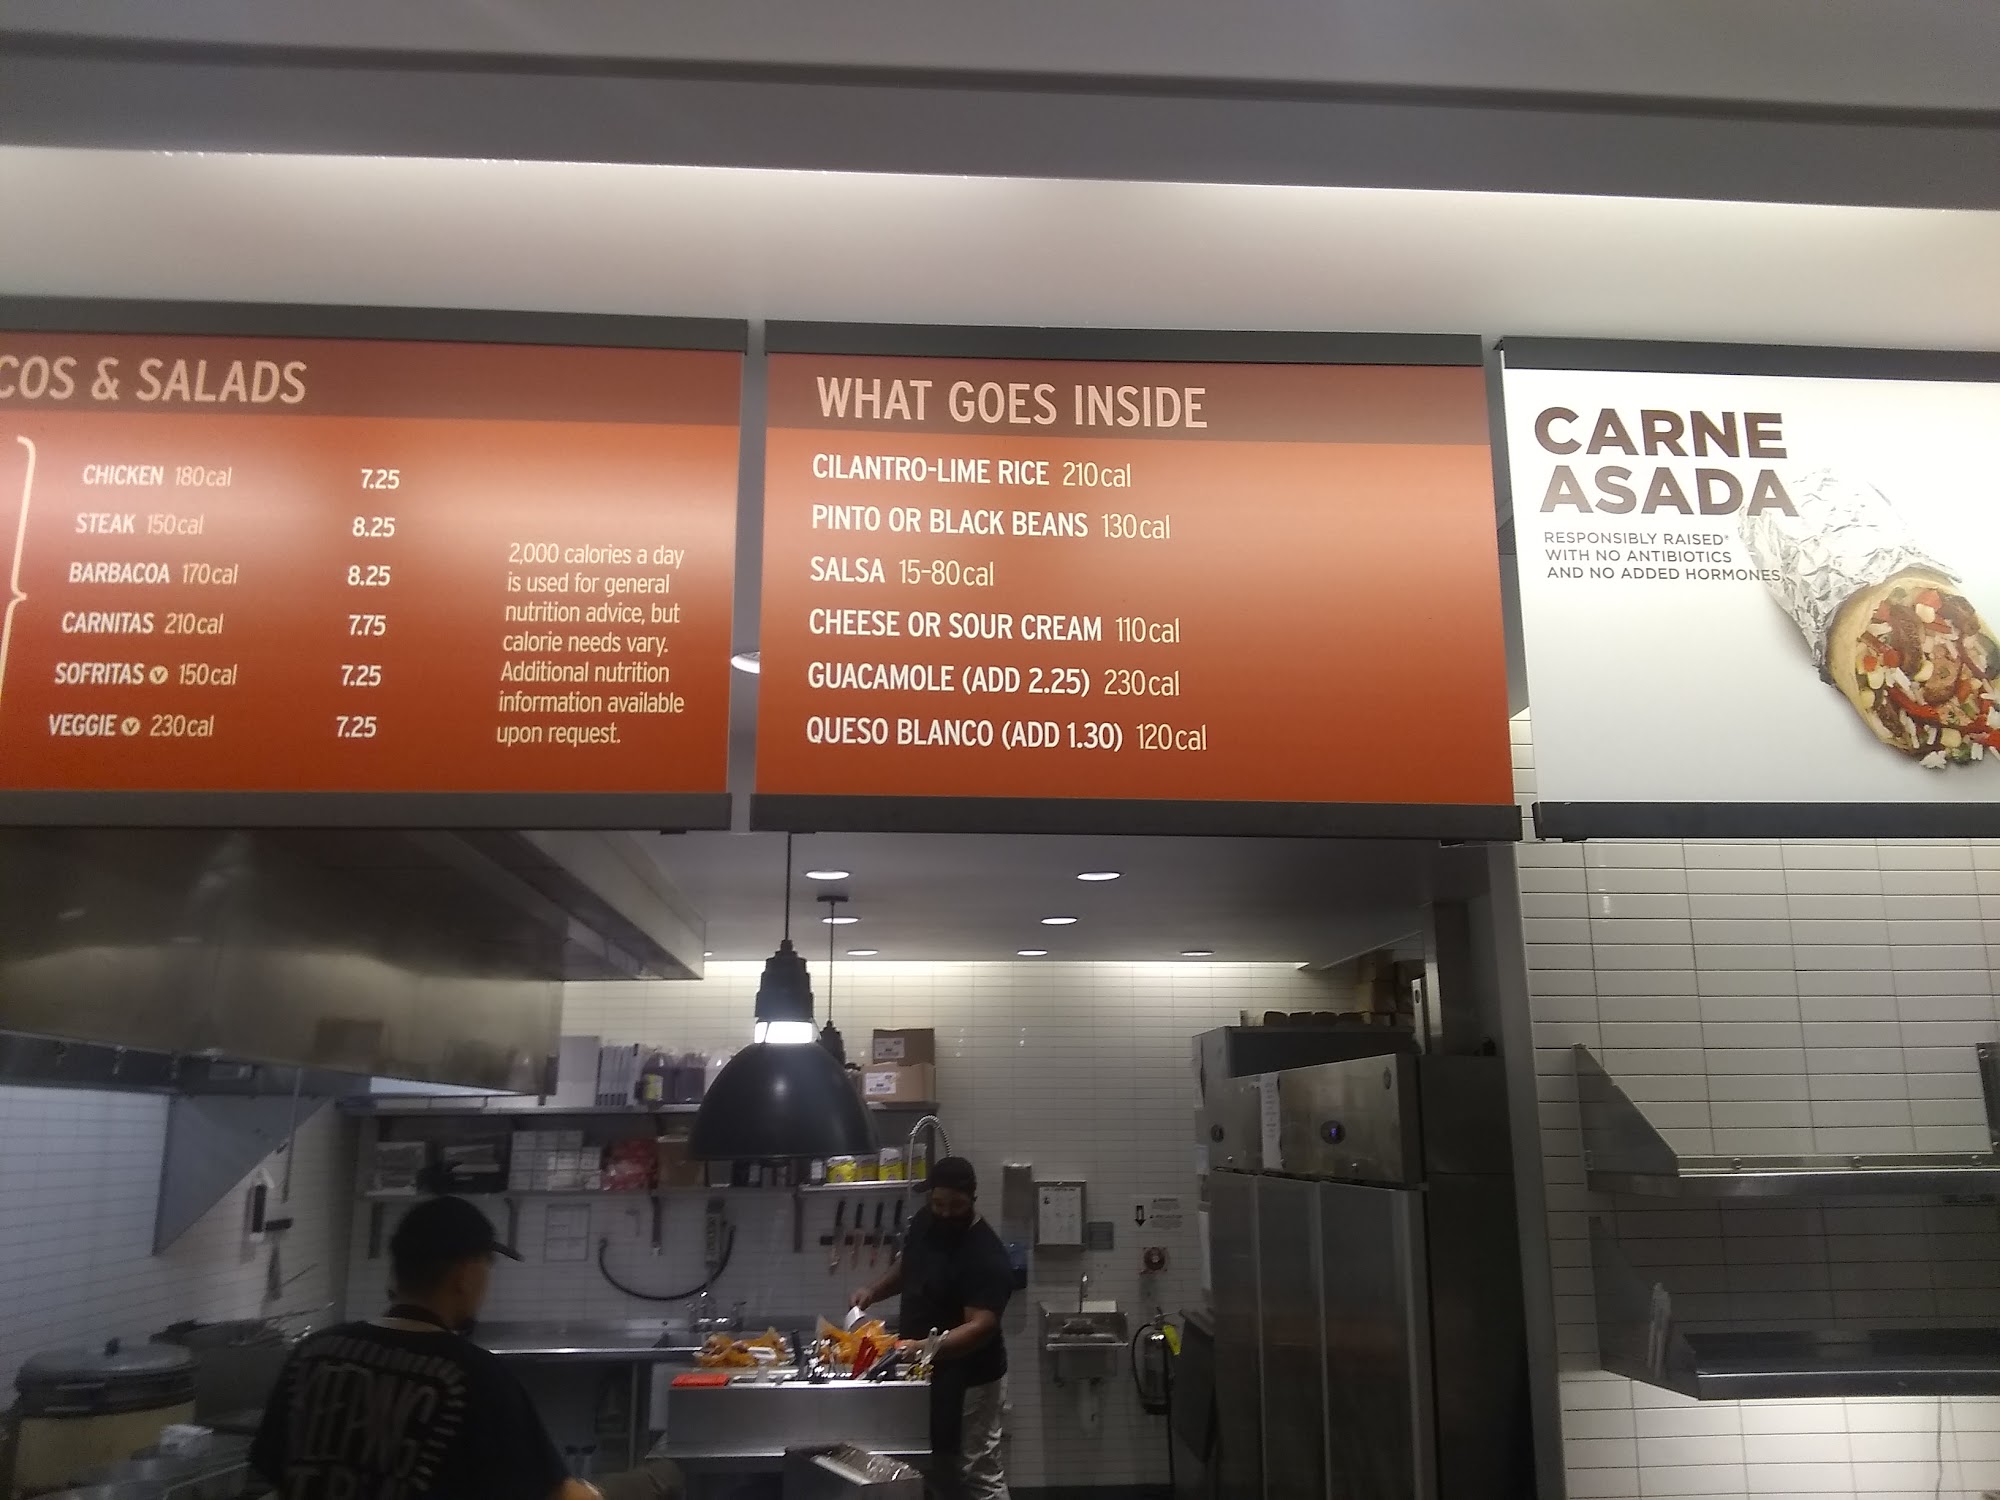 COS & SALADS
CHICKEN 180cal 7.25
STEAK 150cal 8.25
BARBACOA 170cal 8.25
CARNITAS 210cal 7.75
SOFRITAS V 150cal 7.25
VEGGIE V 230cal 7.25
2,000 calories a day
is used for general
nutrition advice, but
calorie needs vary.
Additional nutrition
information available
upon request.
WHAT GOES INSIDE
CILANTRO-LIME RICE 210cal
PINTO OR BLACK BEANS 130cal
SALSA 15-80cal
CHEESE OR SOUR CREAM 110cal
GUACAMOLE (ADD 2.25) 230cal
QUESO BLANCO (ADD 1.30) 120cal
CARNE
ASADA
RESPONSIBLY RAISED®
WITH NO ANTIBIOTICS
AND NO ADDED HORMONES
KEEPING